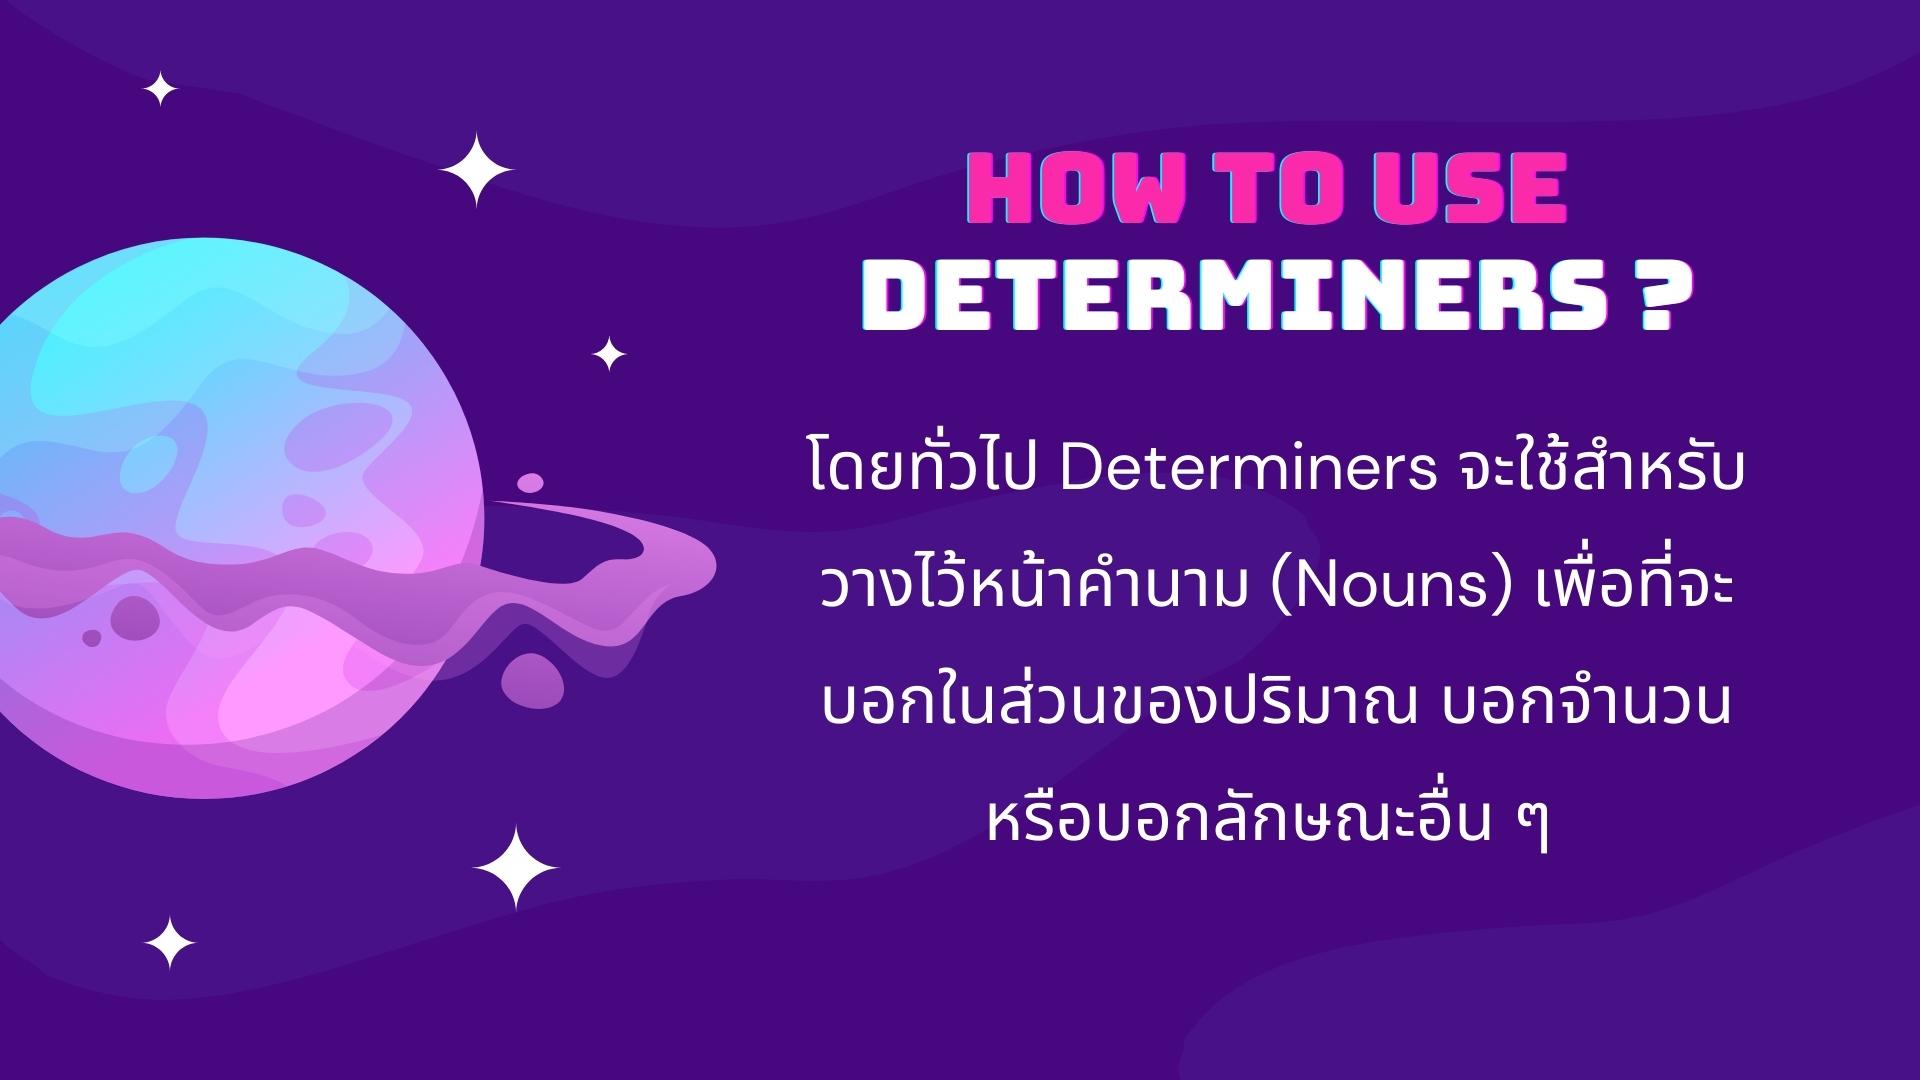 HOW TO USE
DETERMINERS ?
โดยทั่วไป Determiners จะใช้สำหรับ
วางไว้หน้าคำนาม (Nouns) เพื่อที่จะ
บอกในส่วนของปริมาณ บอกจำนวน
หรือบอกลักษณะอื่น ๆ